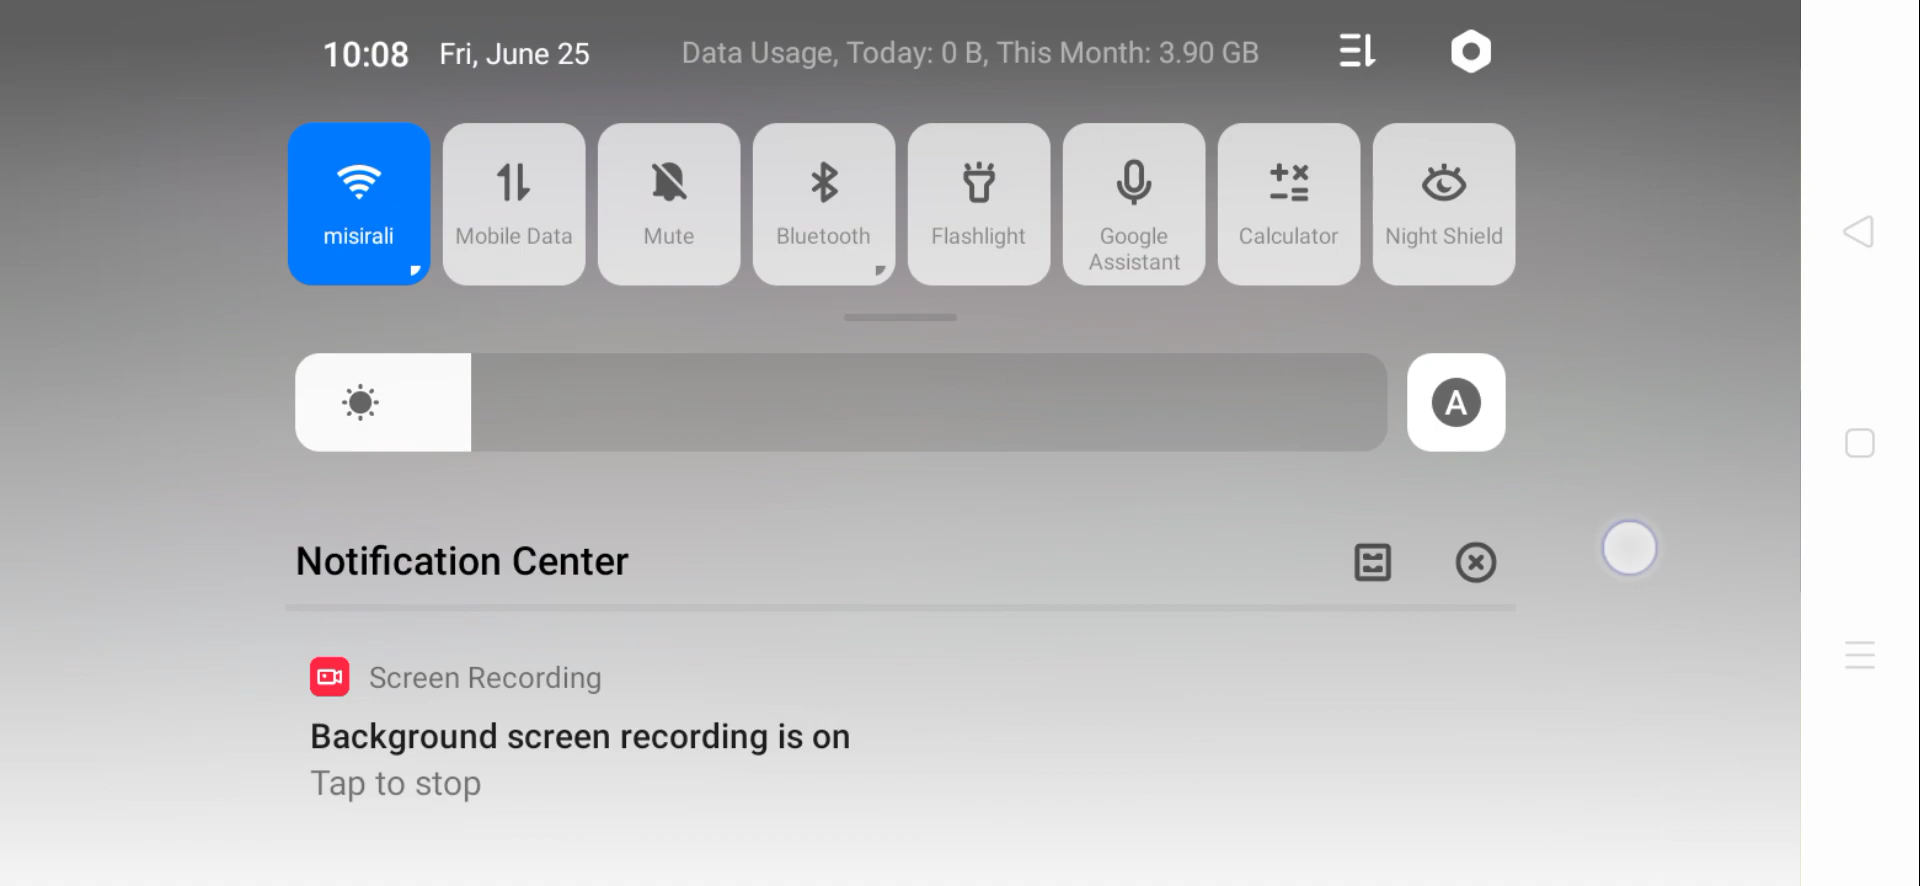 10:08 Fri, June 25 Data Usage, Today: 0 B, This Month: 3.90 GB
misirali
Mobile Data
Mute
Bluetooth
Flashlight
Google
Assistant
Calculator
Night Shield
A
Notification Center
Screen Recording
Background screen recording is on
Tap to stop